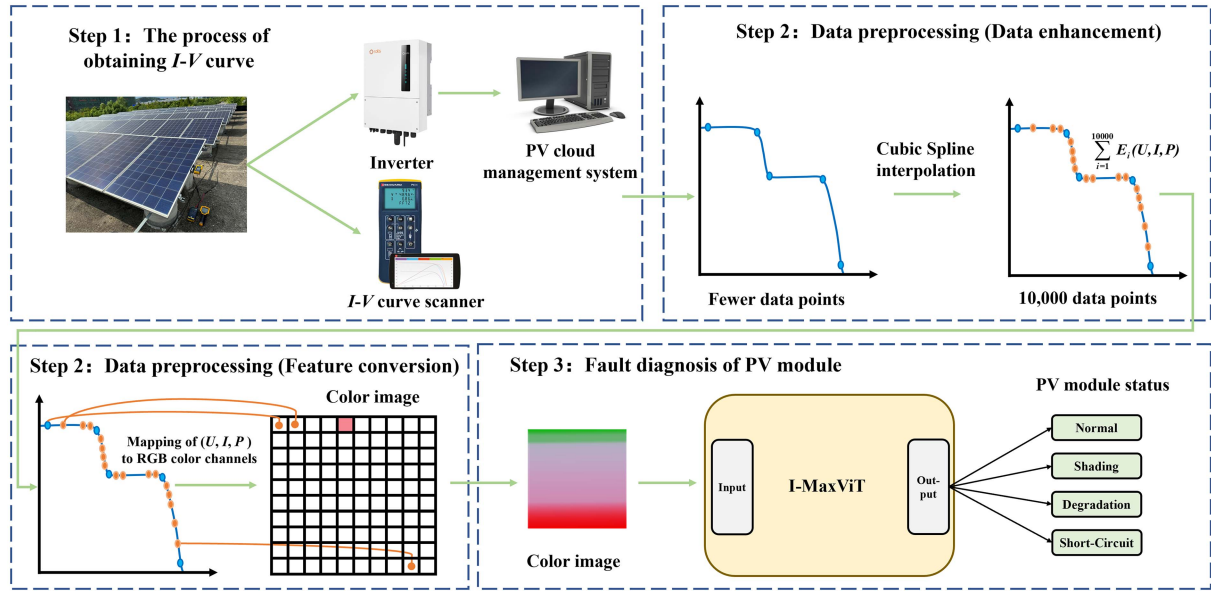 Step 1：The process of
obtaining I-V curve
Inverter
PV cloud
management system
I-V curve scanner
Step 2：Data preprocessing (Data enhancement)
Cubic Spline
interpolation
10000
∑ E_i (U, I, P)
i=1
Fewer data points
10,000 data points
Step 2：Data preprocessing (Feature conversion)
Color image
Mapping of (U, I, P )
to RGB color channels
Step 3：Fault diagnosis of PV module
Color image
Input
I-MaxViT
Out-
put
PV module status
Normal
Shading
Degradation
Short-Circuit